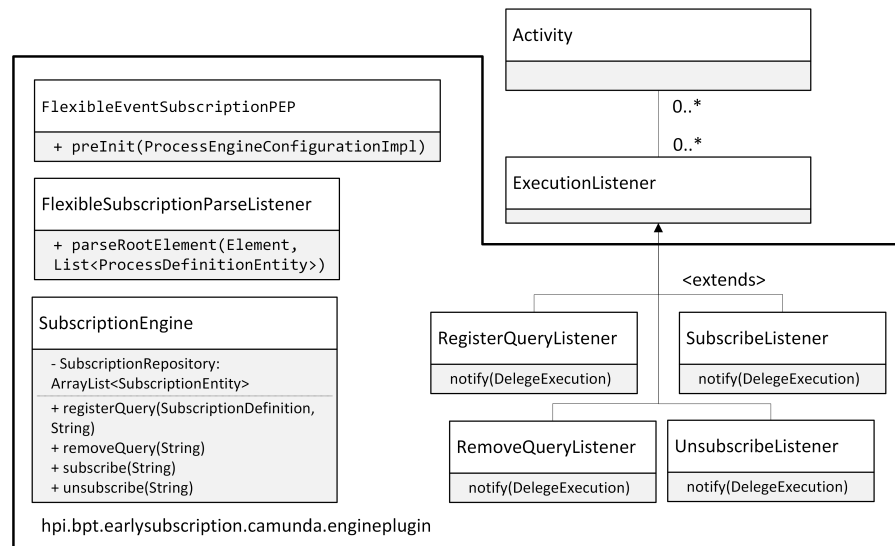 Activity
0..*
0..*
ExecutionListener
FlexibleEventSubscriptionPEP
+ preInit(ProcessEngineConfigurationImpl)
FlexibleSubscriptionParseListener
+ parseRootElement(Element,
List<ProcessDefinitionEntity>)
SubscriptionEngine
- SubscriptionRepository:
ArrayList<SubscriptionEntity>
+ registerQuery(SubscriptionDefinition,
String)
+ removeQuery(String)
+ subscribe(String)
+ unsubscribe(String)
<extends>
RegisterQueryListener
notify(DelegeExecution)
SubscribeListener
notify(DelegeExecution)
RemoveQueryListener
notify(DelegeExecution)
UnsubscribeListener
notify(DelegeExecution)
hpi.bpt.earlysubscription.camunda.engineplugin